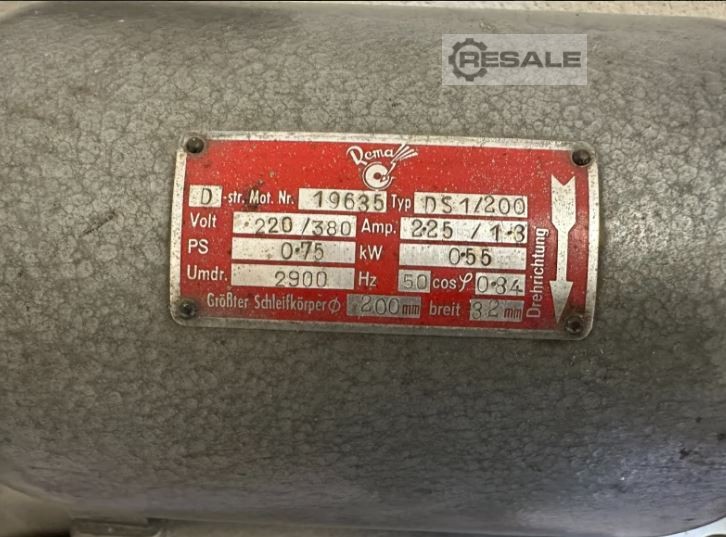 RESALE
Rema
D -str. Mot. Nr. 19635 Typ DS1/200
Volt 220/380 Amp. 2.25 / 1.3
PS 0.75 kW 0.55
Umdr. 2900 Hz 50 cosφ 0.84
Größter Schleifkörper Ø 200 mm breit 32 mm
Drehrichtung